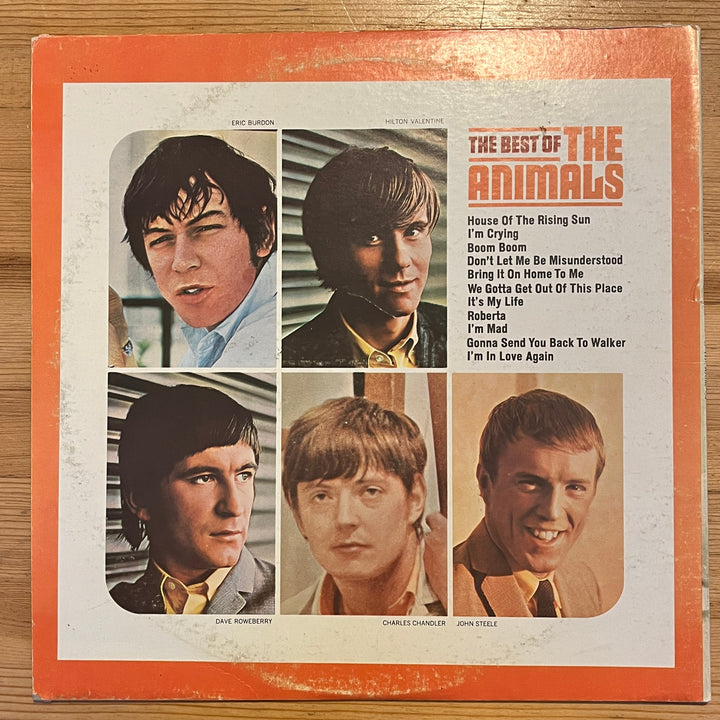 ERIC BURDON
HILTON VALENTINE
THE BEST OF THE
ANIMALS
House Of The Rising Sun
I'm Crying
Boom Boom
Don't Let Me Be Misunderstood
Bring It On Home To Me
We Gotta Get Out Of This Place
It's My Life
Roberta
I'm Mad
Gonna Send You Back To Walker
I'm In Love Again
DAVE ROWEBERRY
CHARLES CHANDLER
JOHN STEELE